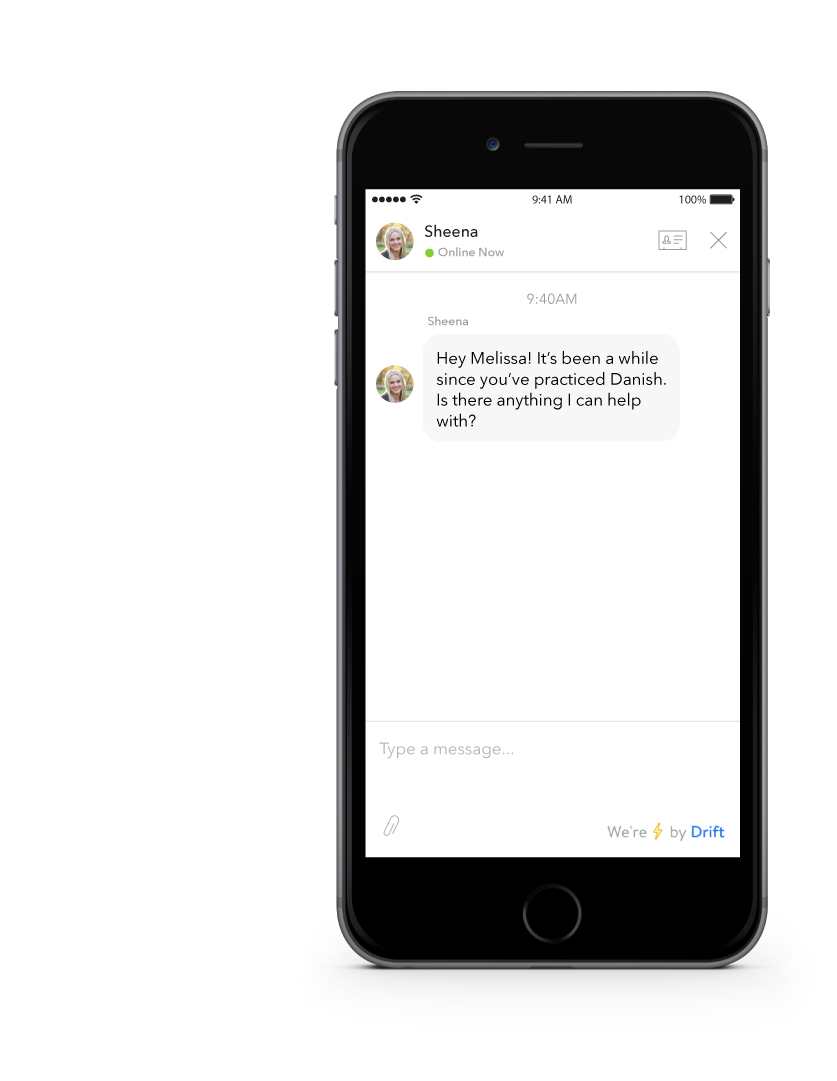 9:41 AM 100%
Sheena
Online Now
9:40AM
Sheena
Hey Melissa! It's been a while
since you've practiced Danish.
Is there anything I can help
with?
Type a message...
We're⚡by Drift